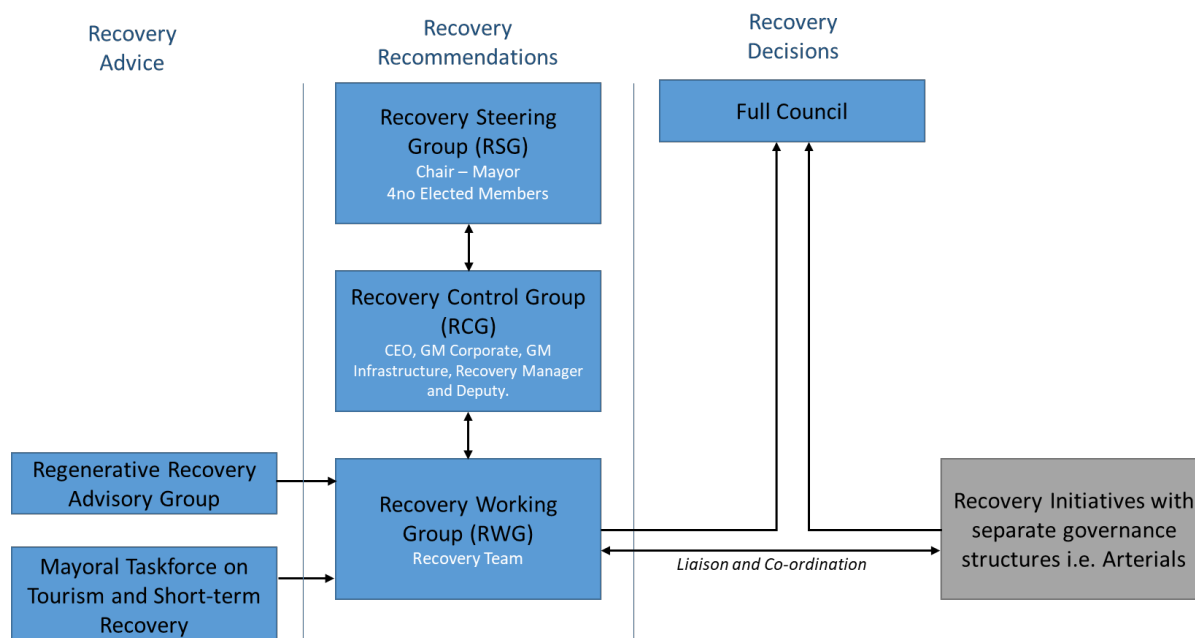 Recovery
Advice
Recovery
Recommendations
Recovery
Decisions
Recovery Steering
Group (RSG)
Chair – Mayor
4no Elected Members
Full Council
Recovery Control Group
(RCG)
CEO, GM Corporate, GM
Infrastructure, Recovery Manager
and Deputy.
Regenerative Recovery
Advisory Group
Mayoral Taskforce on
Tourism and Short-term
Recovery
Recovery Working
Group (RWG)
Recovery Team
Liaison and Co-ordination
Recovery Initiatives with
separate governance
structures i.e. Arterials